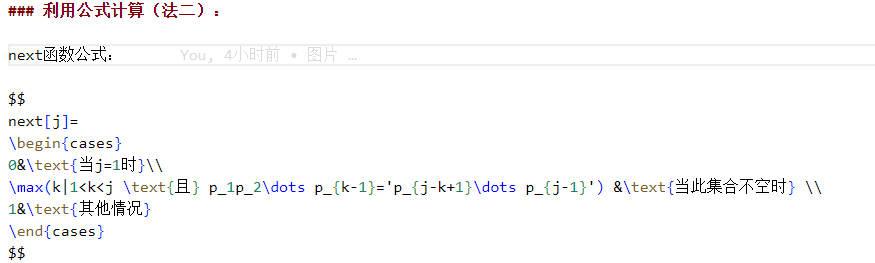 ### 利用公式计算（法二）：
next函数公式： You, 4小时前 • 图片 …
$$
next[j]=
\begin{cases}
0&\text{当j=1时}\\
\max(k|1<k<j \text{且} p_1p_2\dots p_{k-1}='p_{j-k+1}\dots p_{j-1}') &\text{当此集合不空时} \\
1&\text{其他情况}
\end{cases}
$$